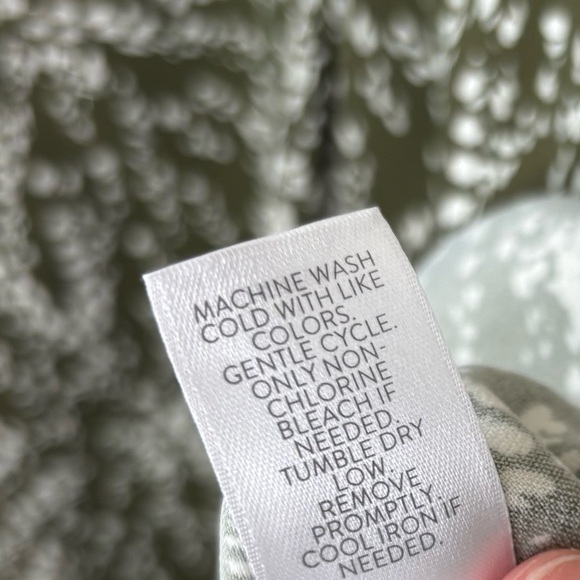 MACHINE WASH
COLD WITH LIKE
COLORS.
GENTLE CYCLE.
ONLY NON-
CHLORINE
BLEACH IF
NEEDED.
TUMBLE DRY
LOW.
REMOVE
PROMPTLY.
COOL IRON IF
NEEDED.